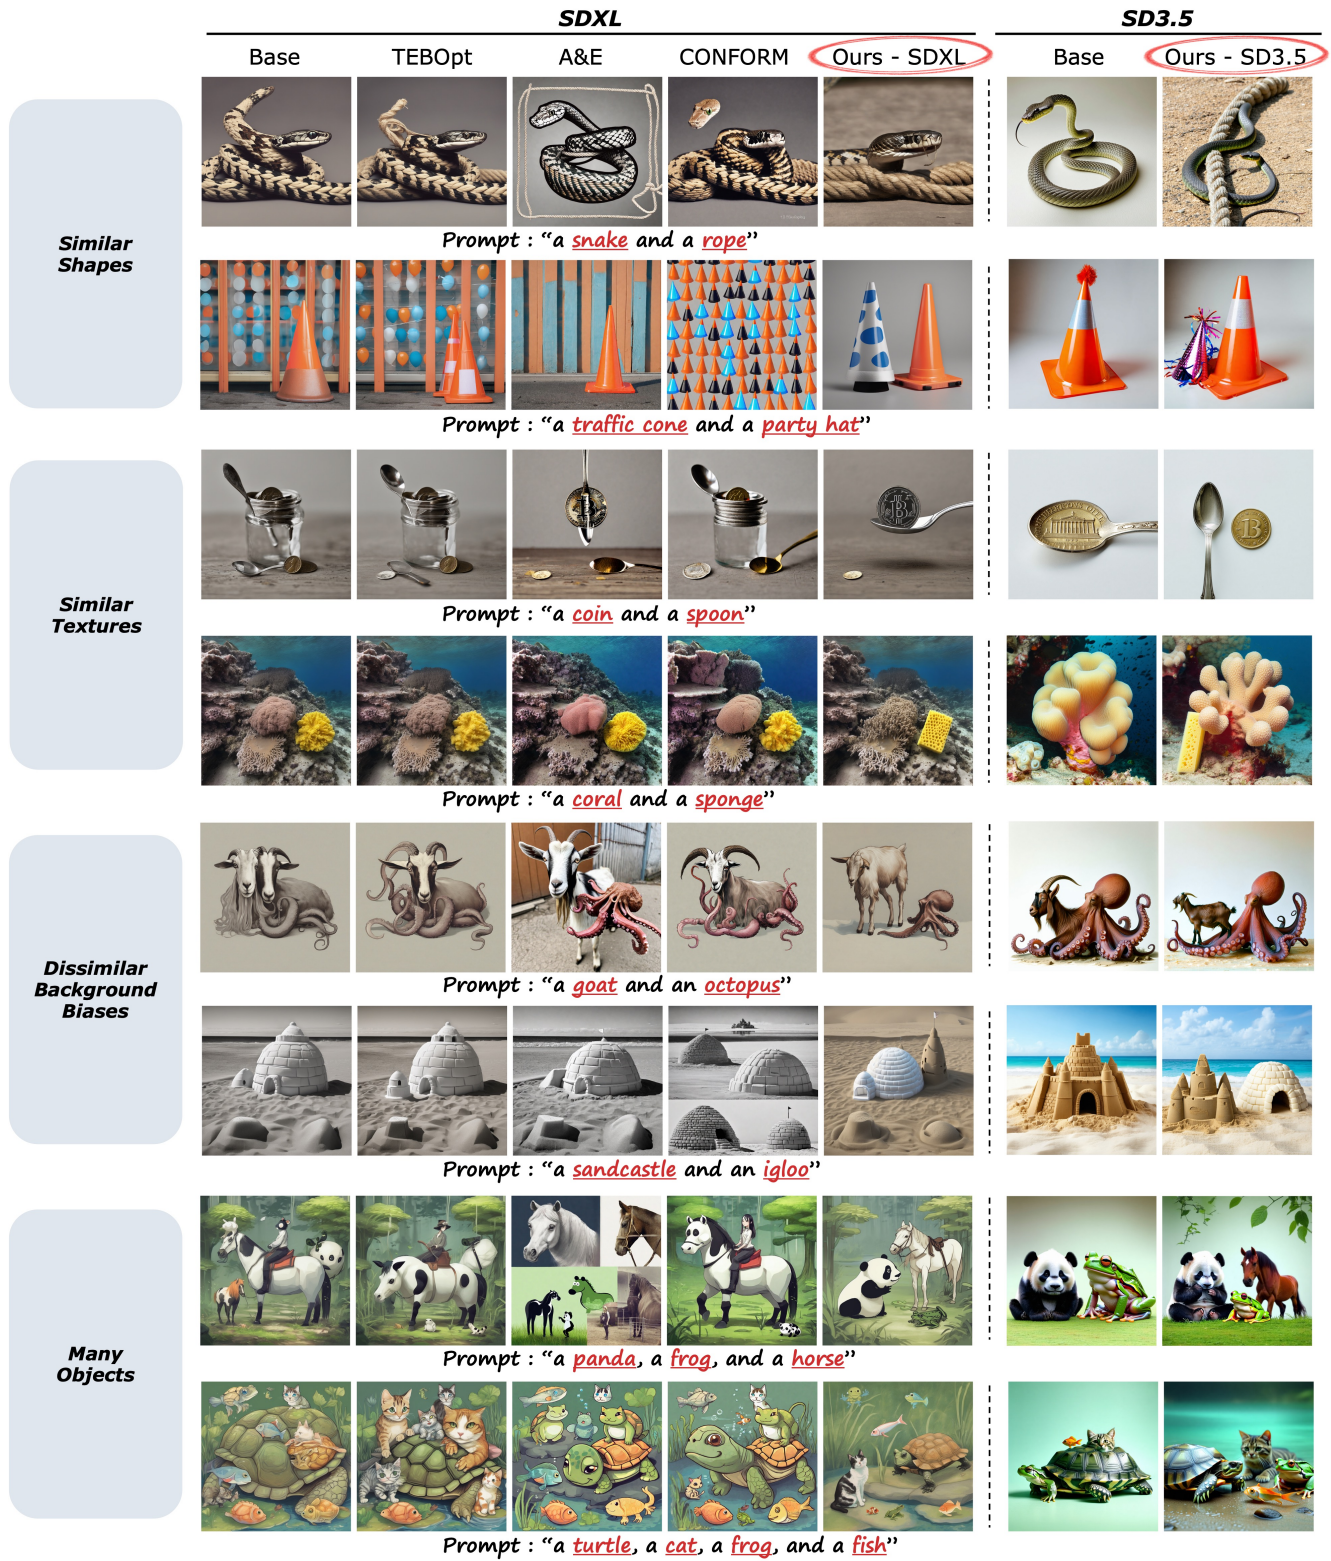 SDXL SD3.5
Base TEBOpt A&E CONFORM Ours - SDXL Base Ours - SD3.5
Similar
Shapes
Prompt : “a snake and a rope”
Prompt : “a traffic cone and a party hat”
Similar
Textures
Prompt : “a coin and a spoon”
Prompt : “a coral and a sponge”
Dissimilar
Background
Biases
Prompt : “a goat and an octopus”
Prompt : “a sandcastle and an igloo”
Many
Objects
Prompt : “a panda, a frog, and a horse”
Prompt : “a turtle, a cat, a frog, and a fish”